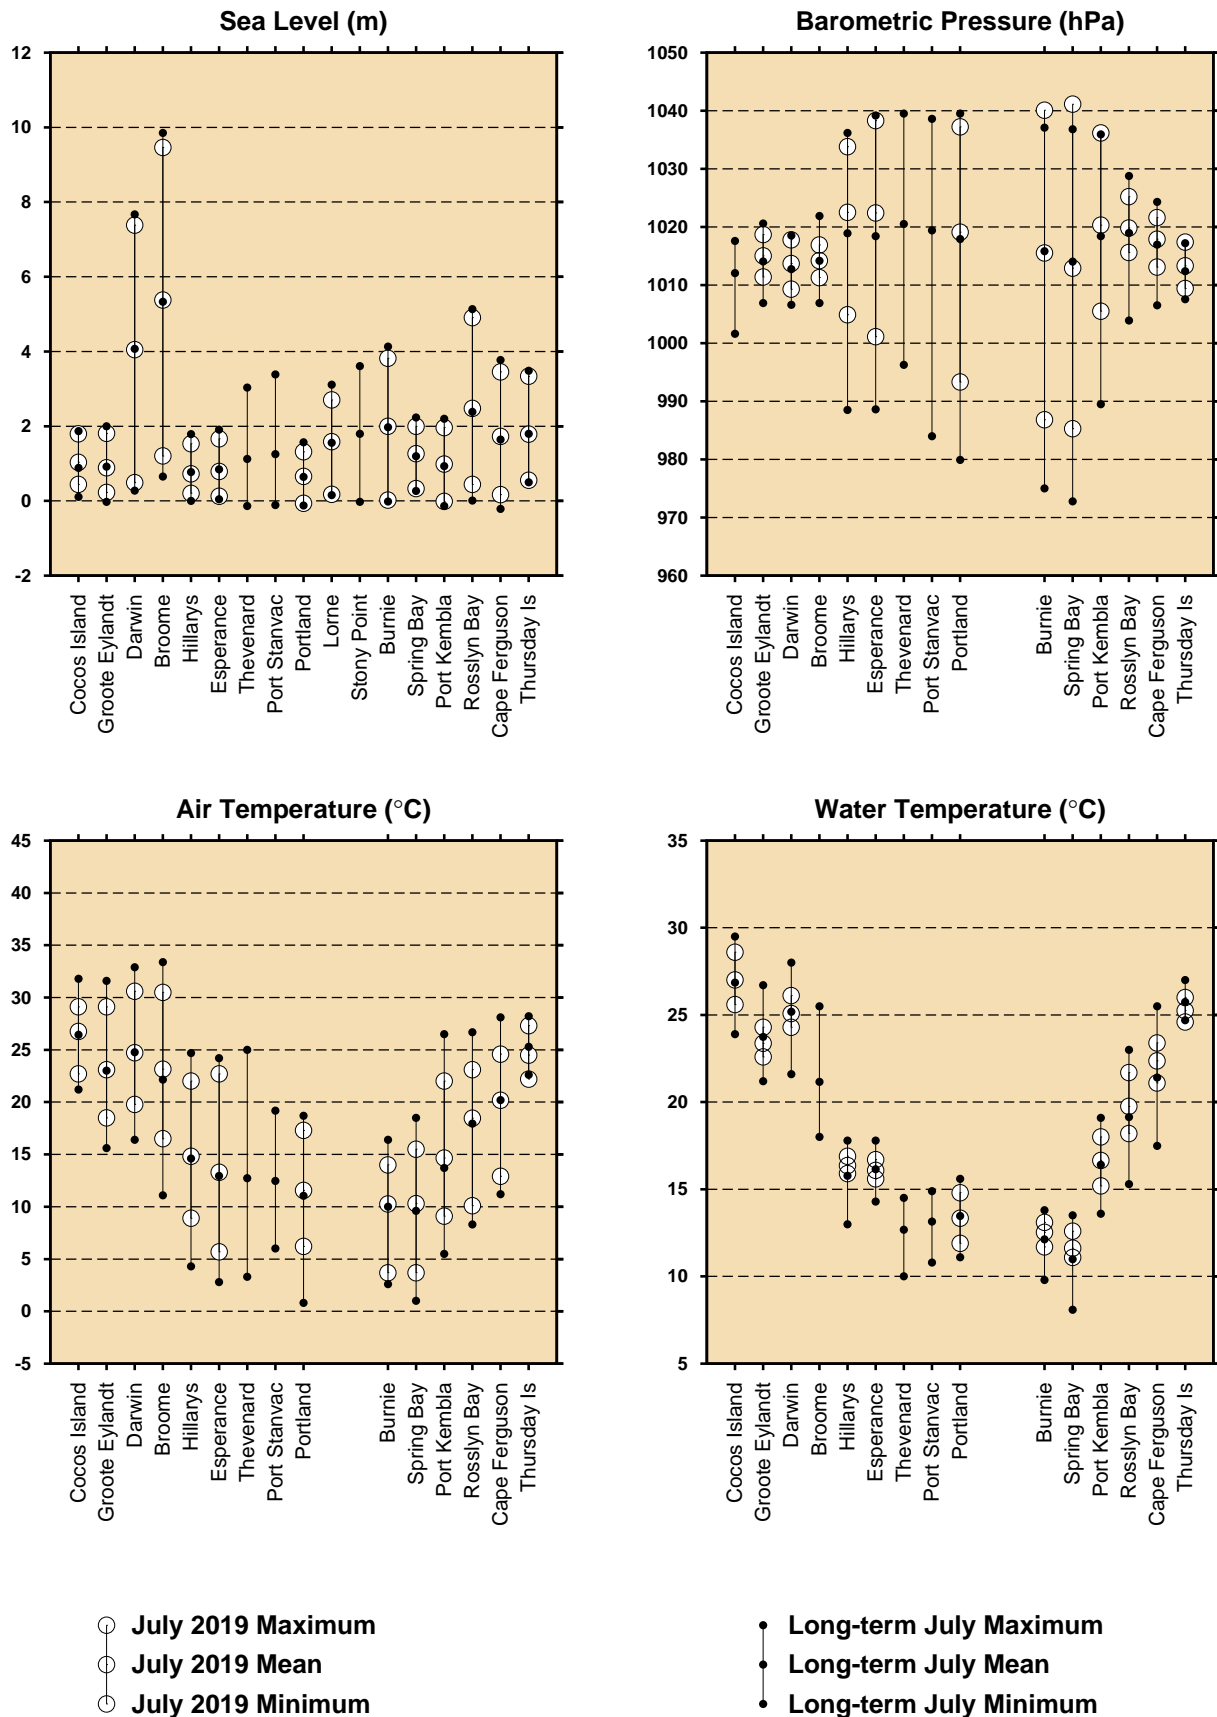 Sea Level (m)
12
10
8
6
4
2
0
-2
Cocos Island
Groote Eylandt
Darwin
Broome
Hillarys
Esperance
Thevenard
Port Stanvac
Portland
Lorne
Stony Point
Burnie
Spring Bay
Port Kembla
Rosslyn Bay
Cape Ferguson
Thursday Is
Barometric Pressure (hPa)
1050
1040
1030
1020
1010
1000
990
980
970
960
Cocos Island
Groote Eylandt
Darwin
Broome
Hillarys
Esperance
Thevenard
Port Stanvac
Portland
Burnie
Spring Bay
Port Kembla
Rosslyn Bay
Cape Ferguson
Thursday Is
Air Temperature (°C)
45
40
35
30
25
20
15
10
5
0
-5
Cocos Island
Groote Eylandt
Darwin
Broome
Hillarys
Esperance
Thevenard
Port Stanvac
Portland
Burnie
Spring Bay
Port Kembla
Rosslyn Bay
Cape Ferguson
Thursday Is
Water Temperature (°C)
35
30
25
20
15
10
5
Cocos Island
Groote Eylandt
Darwin
Broome
Hillarys
Esperance
Thevenard
Port Stanvac
Portland
Burnie
Spring Bay
Port Kembla
Rosslyn Bay
Cape Ferguson
Thursday Is
July 2019 Maximum
July 2019 Mean
July 2019 Minimum
Long-term July Maximum
Long-term July Mean
Long-term July Minimum